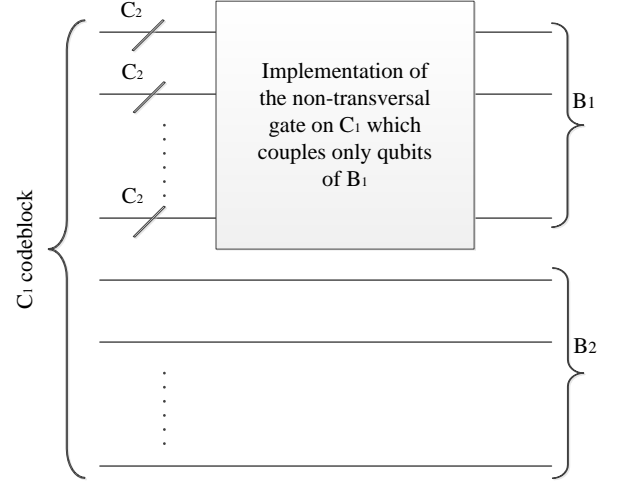 C₂
C₂
C₂
Implementation of
the non-transversal
gate on C₁ which
couples only qubits
of B₁
B1
C₁ codeblock
B2